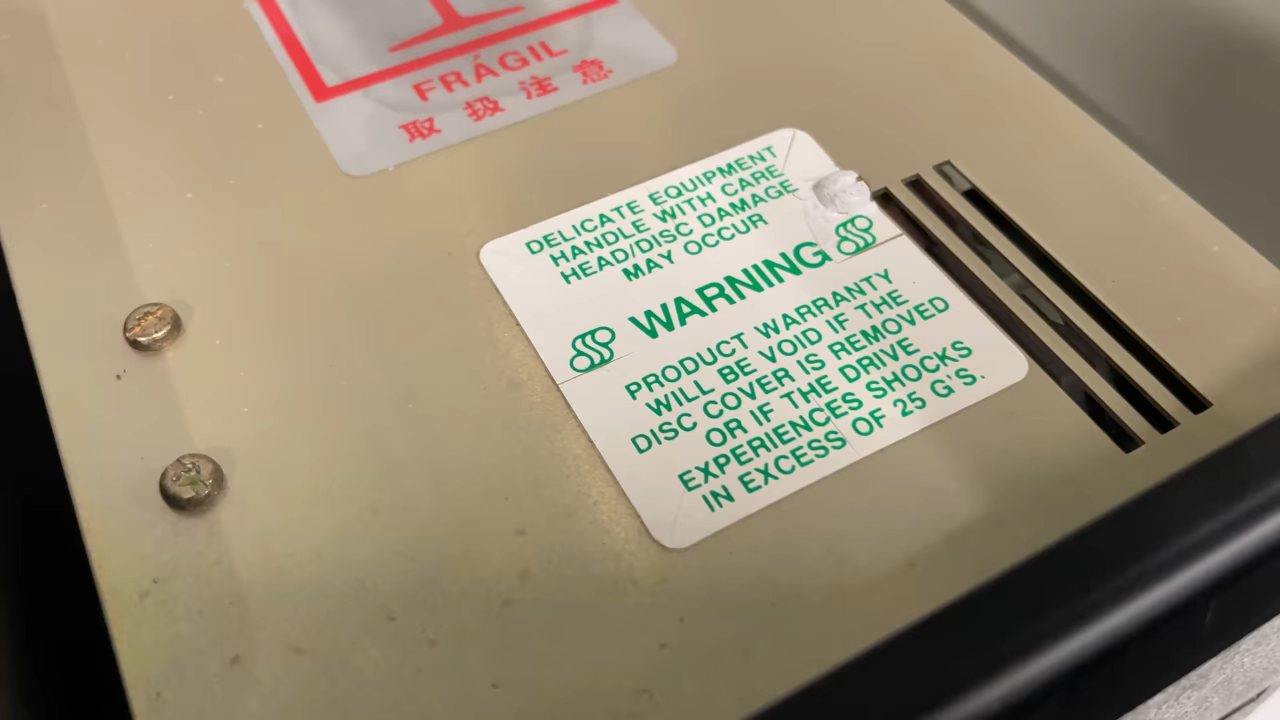 FRÁGIL
取扱注意
DELICATE EQUIPMENT
HANDLE WITH CARE
HEAD/DISC DAMAGE
MAY OCCUR
WARNING
PRODUCT WARRANTY
WILL BE VOID IF THE
DISC COVER IS REMOVED
OR IF THE DRIVE
EXPERIENCES SHOCKS
IN EXCESS OF 25 G'S.